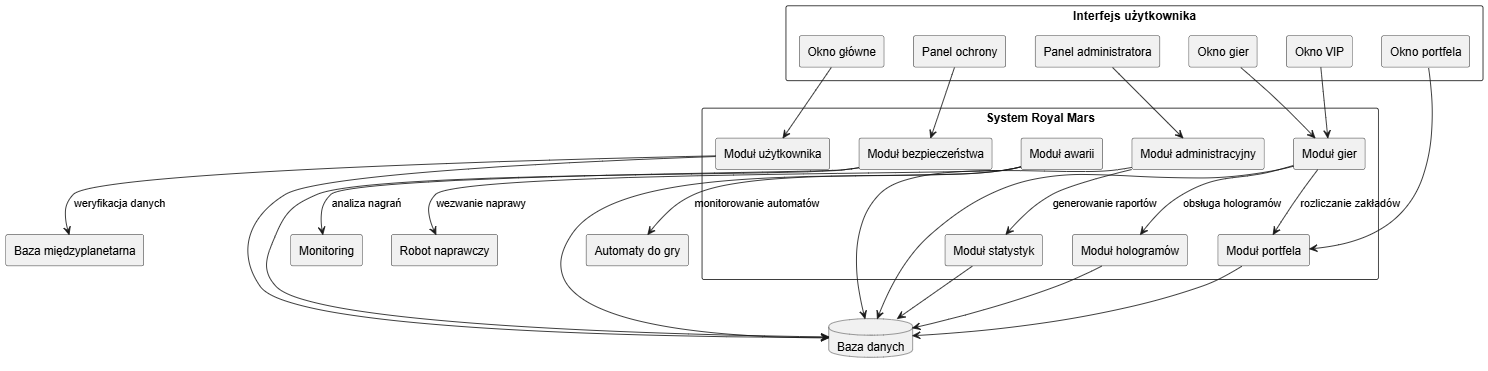 Interfejs użytkownika
Okno główne
Panel ochrony
Panel administratora
Okno gier
Okno VIP
Okno portfela
System Royal Mars
Moduł użytkownika
Moduł bezpieczeństwa
Moduł awarii
Moduł administracyjny
Moduł gier
weryfikacja danych
analiza nagrań
wezwanie naprawy
monitorowanie automatów
generowanie raportów
obsługa hologramów
rozliczanie zakładów
Baza międzyplanetarna
Monitoring
Robot naprawczy
Automaty do gry
Moduł statystyk
Moduł hologramów
Moduł portfela
Baza danych